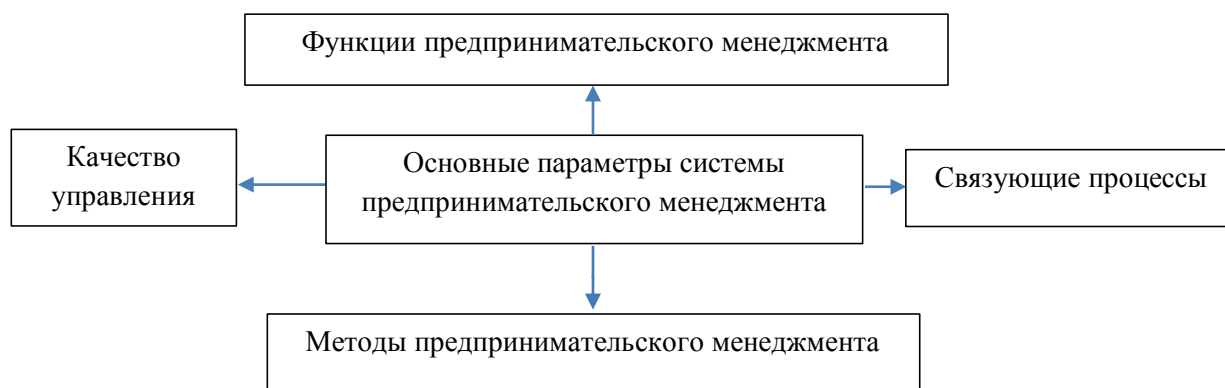 Функции предпринимательского менеджмента
Качество
управления
Основные параметры системы
предпринимательского менеджмента
Связующие процессы
Методы предпринимательского менеджмента